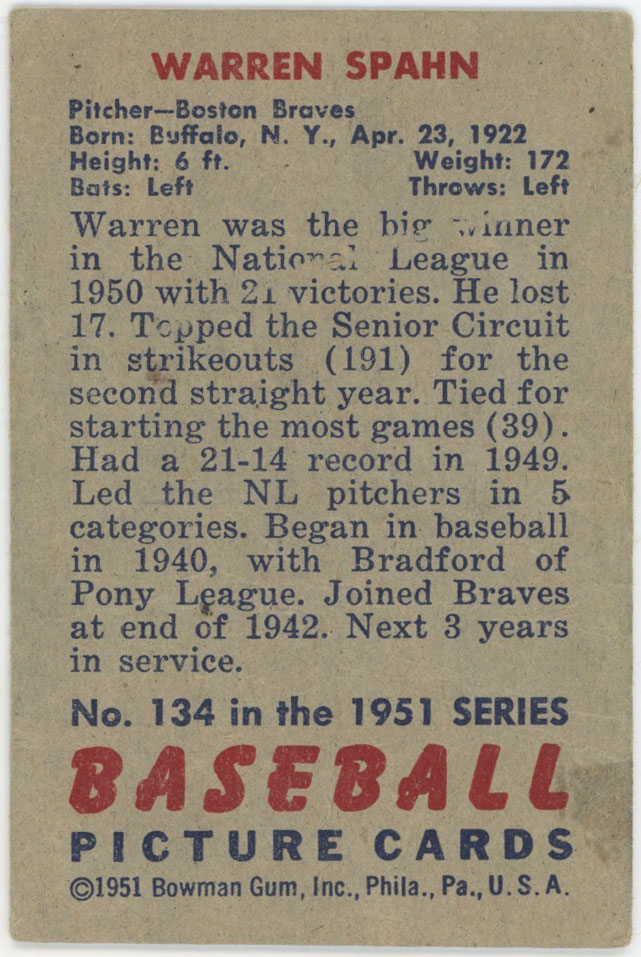 WARREN SPAHN
Pitcher—Boston Braves
Born: Buffalo, N. Y., Apr. 23, 1922
Height: 6 ft. Weight: 172
Bats: Left Throws: Left
Warren was the big winner
in the National League in
1950 with 21 victories. He lost
17. Topped the Senior Circuit
in strikeouts (191) for the
second straight year. Tied for
starting the most games (39).
Had a 21-14 record in 1949.
Led the NL pitchers in 5
categories. Began in baseball
in 1940, with Bradford of
Pony League. Joined Braves
at end of 1942. Next 3 years
in service.
No. 134 in the 1951 SERIES
BASEBALL
PICTURE CARDS
©1951 Bowman Gum, Inc., Phila., Pa., U. S. A.